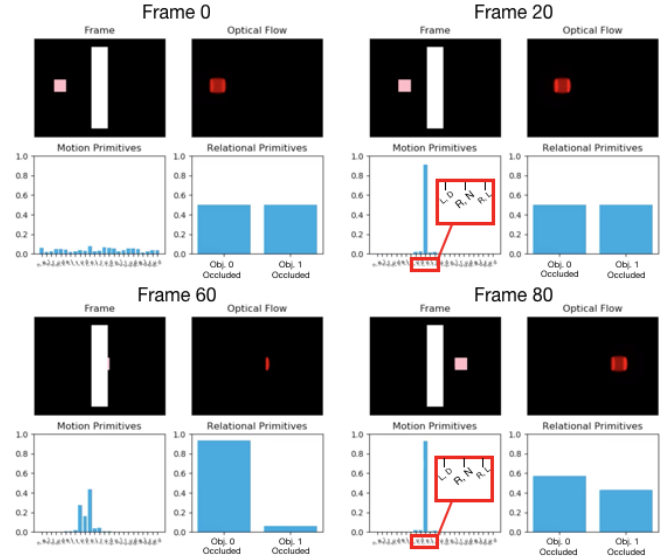 Frame 0
Frame 20
Frame
Optical Flow
Frame
Optical Flow
Motion Primitives
Relational Primitives
Motion Primitives
Relational Primitives
1.0
0.8
0.6
0.4
0.2
0.0
1.0
0.8
0.6
0.4
0.2
0.0
1.0
0.8
0.6
0.4
0.2
0.0
L, D
R, N
R, L
1.0
0.8
0.6
0.4
0.2
0.0
Obj. 0
Occluded
Obj. 1
Occluded
Obj. 0
Occluded
Obj. 1
Occluded
Frame 60
Frame 80
Frame
Optical Flow
Frame
Optical Flow
Motion Primitives
Relational Primitives
Motion Primitives
Relational Primitives
1.0
0.8
0.6
0.4
0.2
0.0
1.0
0.8
0.6
0.4
0.2
0.0
1.0
0.8
0.6
0.4
0.2
0.0
L, D
R, N
R, L
1.0
0.8
0.6
0.4
0.2
0.0
Obj. 0
Occluded
Obj. 1
Occluded
Obj. 0
Occluded
Obj. 1
Occluded